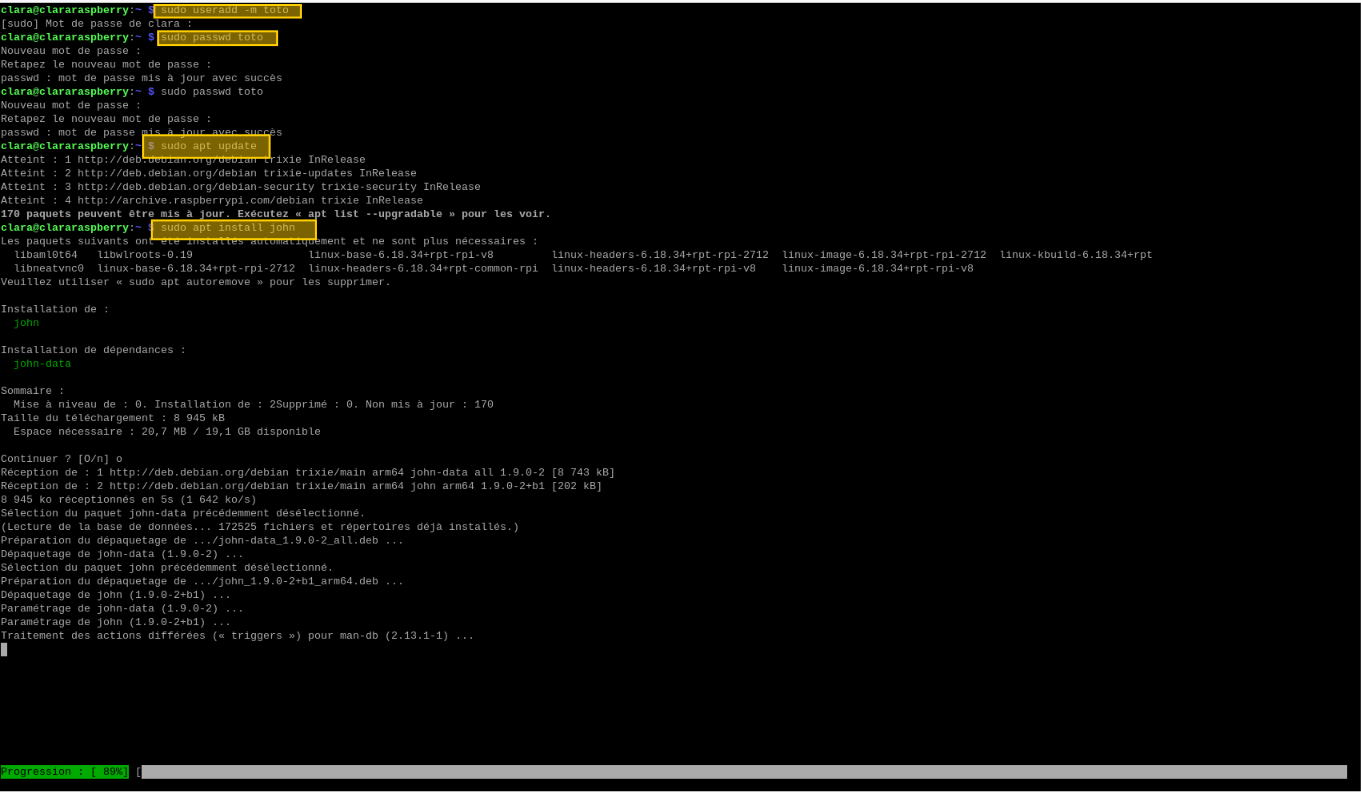 clara@clararaspberry:~ $ sudo useradd -m toto
[sudo] Mot de passe de clara :
clara@clararaspberry:~ $ sudo passwd toto
Nouveau mot de passe :
Retapez le nouveau mot de passe :
passwd : mot de passe mis à jour avec succès
clara@clararaspberry:~ $ sudo passwd toto
Nouveau mot de passe :
Retapez le nouveau mot de passe :
passwd : mot de passe mis à jour avec succès
clara@clararaspberry:~ $ sudo apt update
Atteint : 1 http://deb.debian.org/debian trixie InRelease
Atteint : 2 http://deb.debian.org/debian trixie-updates InRelease
Atteint : 3 http://deb.debian.org/debian-security trixie-security InRelease
Atteint : 4 http://archive.raspberrypi.com/debian trixie InRelease
170 paquets peuvent être mis à jour. Exécutez « apt list --upgradable » pour les voir.
clara@clararaspberry:~ $ sudo apt install john
Les paquets suivants ont été installés automatiquement et ne sont plus nécessaires :
  libaml0t64   libwlroots-0.19                  linux-base-6.18.34+rpt-rpi-v8         linux-headers-6.18.34+rpt-rpi-2712  linux-image-6.18.34+rpt-rpi-2712  linux-kbuild-6.18.34+rpt
  libneatvnc0  linux-base-6.18.34+rpt-rpi-2712  linux-headers-6.18.34+rpt-common-rpi  linux-headers-6.18.34+rpt-rpi-v8    linux-image-6.18.34+rpt-rpi-v8
Veuillez utiliser « sudo apt autoremove » pour les supprimer.
Installation de :
  john
Installation de dépendances :
  john-data
Sommaire :
  Mise à niveau de : 0. Installation de : 2Supprimé : 0. Non mis à jour : 170
Taille du téléchargement : 8 945 kB
  Espace nécessaire : 20,7 MB / 19,1 GB disponible
Continuer ? [O/n] o
Réception de : 1 http://deb.debian.org/debian trixie/main arm64 john-data all 1.9.0-2 [8 743 kB]
Réception de : 2 http://deb.debian.org/debian trixie/main arm64 john arm64 1.9.0-2+b1 [202 kB]
8 945 ko réceptionnés en 5s (1 642 ko/s)
Sélection du paquet john-data précédemment désélectionné.
(Lecture de la base de données... 172525 fichiers et répertoires déjà installés.)
Préparation du dépaquetage de .../john-data_1.9.0-2_all.deb ...
Dépaquetage de john-data (1.9.0-2) ...
Sélection du paquet john précédemment désélectionné.
Préparation du dépaquetage de .../john_1.9.0-2+b1_arm64.deb ...
Dépaquetage de john (1.9.0-2+b1) ...
Paramétrage de john-data (1.9.0-2) ...
Paramétrage de john (1.9.0-2+b1) ...
Traitement des actions différées (« triggers ») pour man-db (2.13.1-1) ...
Progression : [ 89%] [